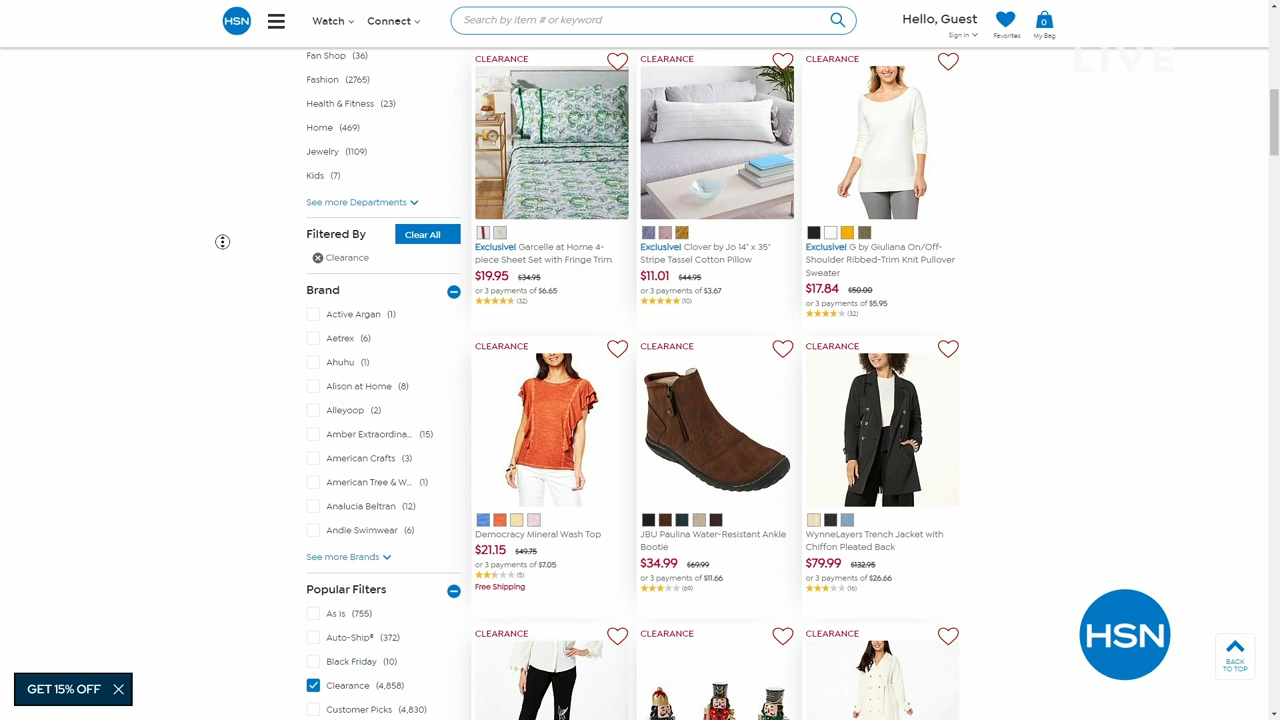 HSN
Watch
Connect
Search by item # or keyword
Hello, Guest
Sign In
Favorites
0
My Bag
LIVE
Fan Shop (36)
Fashion (2765)
Health & Fitness (23)
Home (469)
Jewelry (1109)
Kids (7)
See more Departments
Filtered By
Clear All
Clearance
Brand
Active Argan (1)
Aetrex (6)
Ahuhu (1)
Alison at Home (8)
Alleyoop (2)
Amber Extraordina... (15)
American Crafts (3)
American Tree & W... (1)
Analucia Beltran (12)
Andie Swimwear (6)
See more Brands
Popular Filters
As Is (755)
Auto-Ship® (372)
Black Friday (10)
Clearance (4,858)
Customer Picks (4,830)
CLEARANCE
Exclusive! Garcelle at Home 4-
piece Sheet Set with Fringe Trim
$19.95 $34.95
or 3 payments of $6.65
(32)
CLEARANCE
Exclusive! Clover by Jo 14" x 35"
Stripe Tassel Cotton Pillow
$11.01 $44.95
or 3 payments of $3.67
(10)
CLEARANCE
Exclusive! G by Giuliana On/Off-
Shoulder Ribbed-Trim Knit Pullover
Sweater
$17.84 $50.00
or 3 payments of $5.95
(32)
CLEARANCE
Democracy Mineral Wash Top
$21.15 $49.75
or 3 payments of $7.05
(5)
Free Shipping
CLEARANCE
JBU Paulina Water-Resistant Ankle
Bootie
$34.99 $69.99
or 3 payments of $11.66
(69)
CLEARANCE
WynneLayers Trench Jacket with
Chiffon Pleated Back
$79.99 $132.95
or 3 payments of $26.66
(16)
CLEARANCE
CLEARANCE
CLEARANCE
GET 15% OFF
HSN
BACK
TO TOP